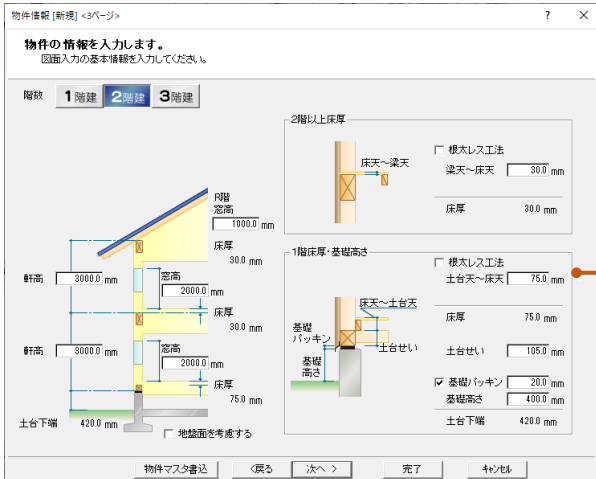 物件情報 [新規] <3ページ>
? ×
物件の情報を入力します。
図面入力の基本情報を入力してください。
階数 1階建 2階建 3階建
R階
窓高
1000.0 mm
床厚
30.0 mm
軒高 3000.0 mm
窓高
2000.0 mm
床厚
30.0 mm
軒高 3000.0 mm
窓高
2000.0 mm
床厚
75.0 mm
土台下端 420.0 mm
地盤面を考慮する
2階以上床厚
床天~梁天
根太レス工法
梁天~床天 30.0 mm
床厚 30.0 mm
1階床厚・基礎高さ
床天~土台天
基礎
パッキン
基礎
高さ
土台せい
根太レス工法
土台天~床天 75.0 mm
床厚 75.0 mm
土台せい 105.0 mm
基礎パッキン 20.0 mm
基礎高さ 400.0 mm
土台下端 420.0 mm
物件マスタ書込 <戻る 次へ > 完了 キャンセル